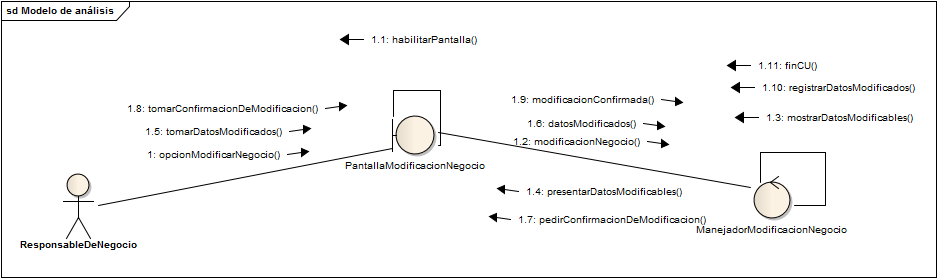 sd Modelo de análisis
1.1: habilitarPantalla()
1.11: finCU()
1.10: registrarDatosModificados()
1.8: tomarConfirmacionDeModificacion()
1.9: modificacionConfirmada()
1.3: mostrarDatosModificables()
1.5: tomarDatosModificados()
1.6: datosModificados()
1.2: modificacionNegocio()
1: opcionModificarNegocio()
PantallaModificacionNegocio
1.4: presentarDatosModificables()
1.7: pedirConfirmacionDeModificacion()
ManejadorModificacionNegocio
ResponsableDeNegocio